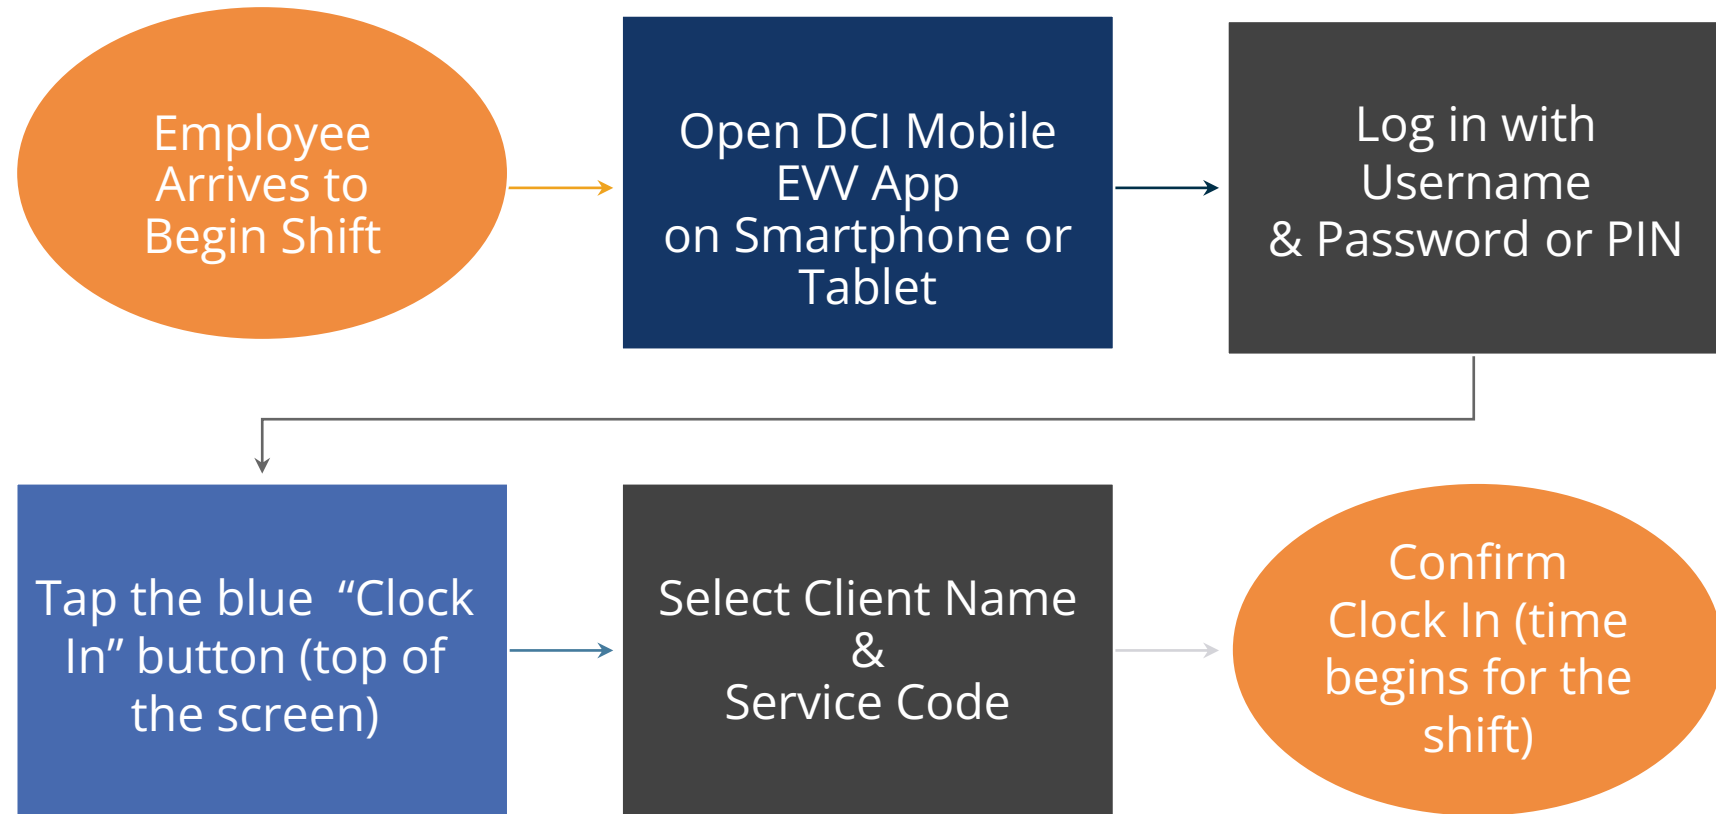 Employee
Arrives to
Begin Shift
Open DCI Mobile
EVV App
on Smartphone or
Tablet
Log in with
Username
& Password or PIN
Tap the blue  “Clock
In” button (top of
the screen)
Select Client Name
&
Service Code
Confirm
Clock In (time
begins for the
shift)